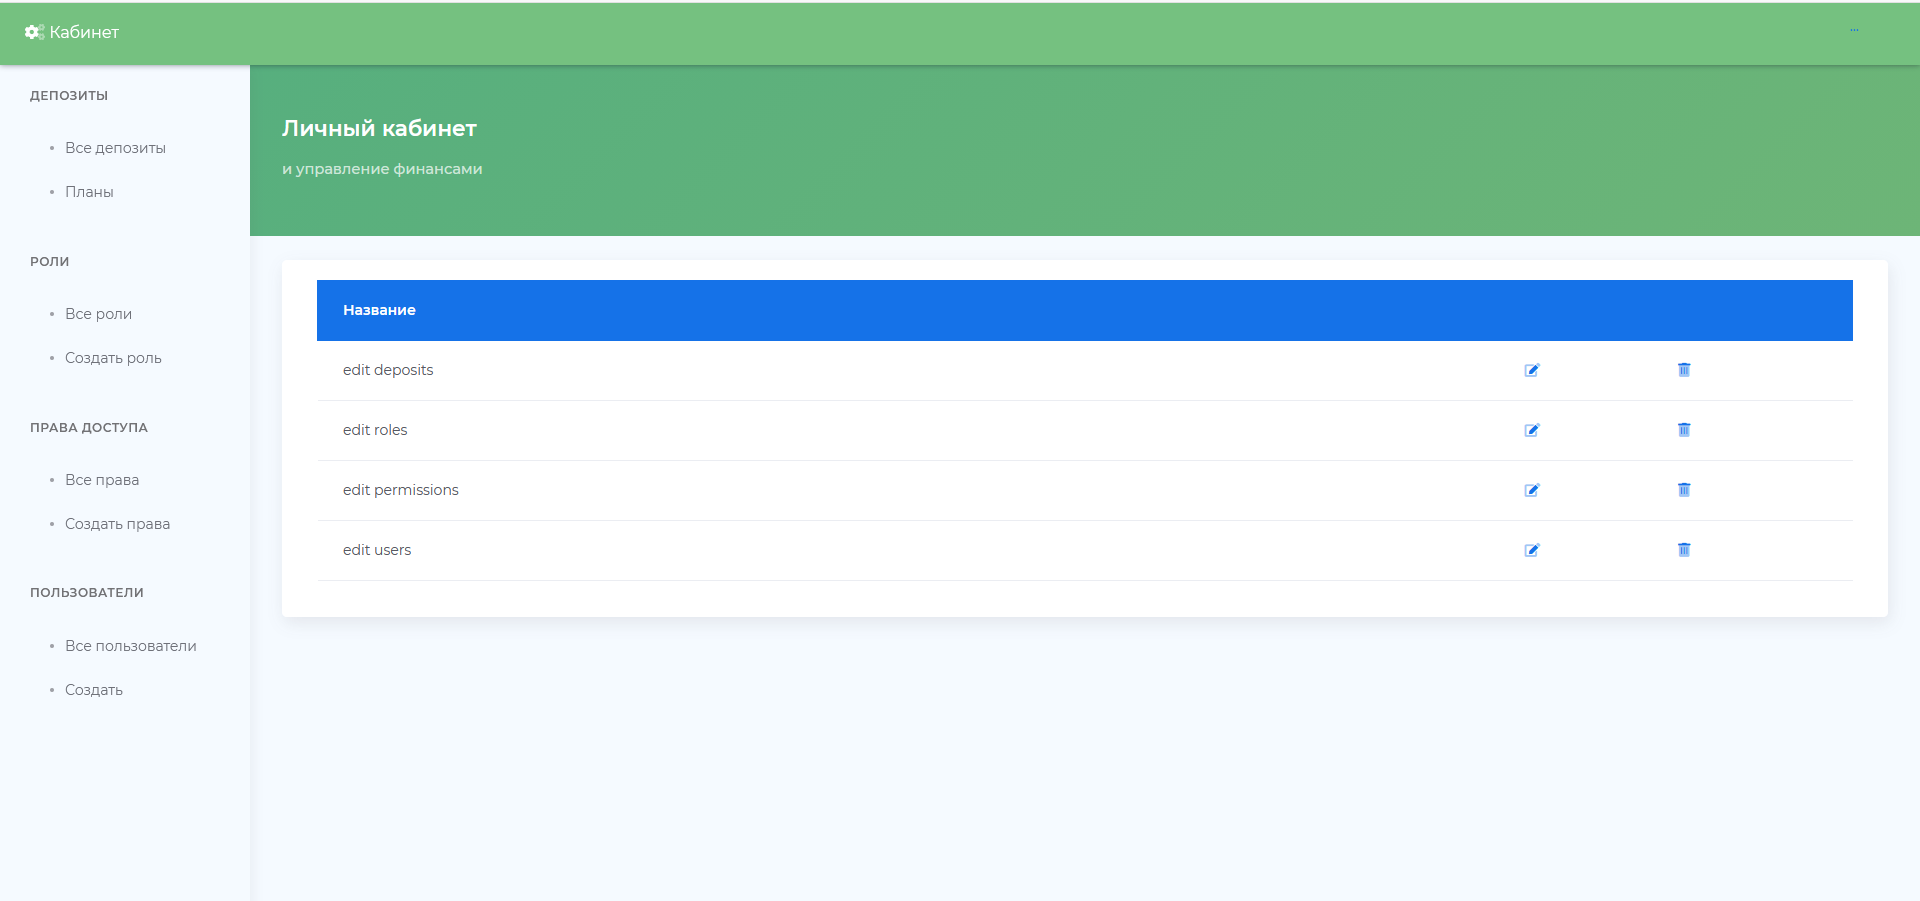 Кабинет
...
ДЕПОЗИТЫ
Все депозиты
Планы
РОЛИ
Все роли
Создать роль
ПРАВА ДОСТУПА
Все права
Создать права
ПОЛЬЗОВАТЕЛИ
Все пользователи
Создать
Личный кабинет
и управление финансами
Название
edit deposits
edit roles
edit permissions
edit users